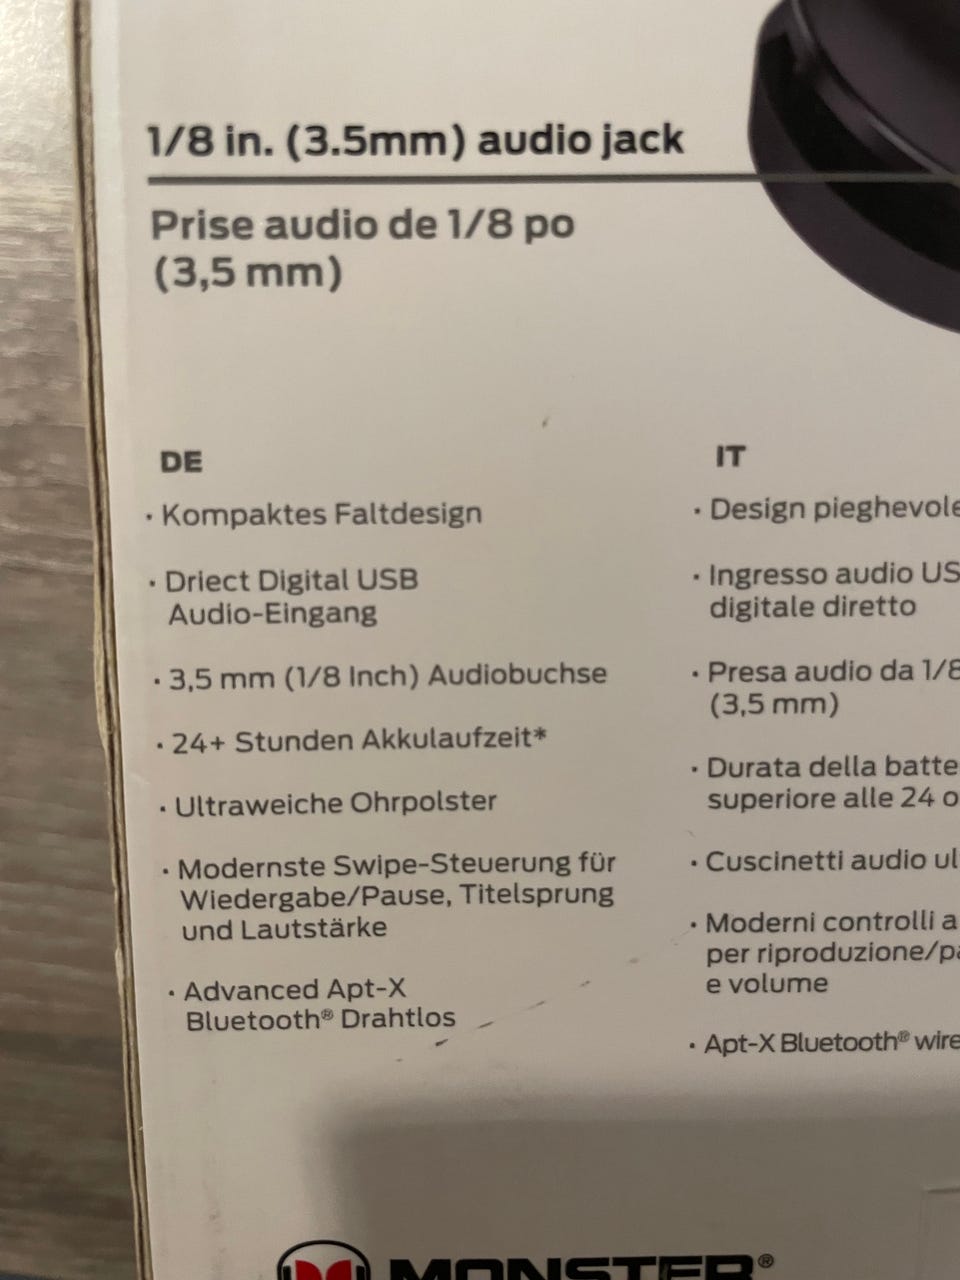 1/8 in. (3.5mm) audio jack
Prise audio de 1/8 po
(3,5 mm)
DE
· Kompaktes Faltdesign
· Driect Digital USB
Audio-Eingang
· 3,5 mm (1/8 Inch) Audiobuchse
· 24+ Stunden Akkulaufzeit*
· Ultraweiche Ohrpolster
· Modernste Swipe-Steuerung für
Wiedergabe/Pause, Titelsprung
und Lautstärke
· Advanced Apt-X
Bluetooth® Drahtlos
IT
· Design pieghevole
· Ingresso audio US
digitale diretto
· Presa audio da 1/8
(3,5 mm)
· Durata della batte
superiore alle 24 o
· Cuscinetti audio ul
· Moderni controlli a
per riproduzione/pa
e volume
· Apt-X Bluetooth® wire
MONSTER®